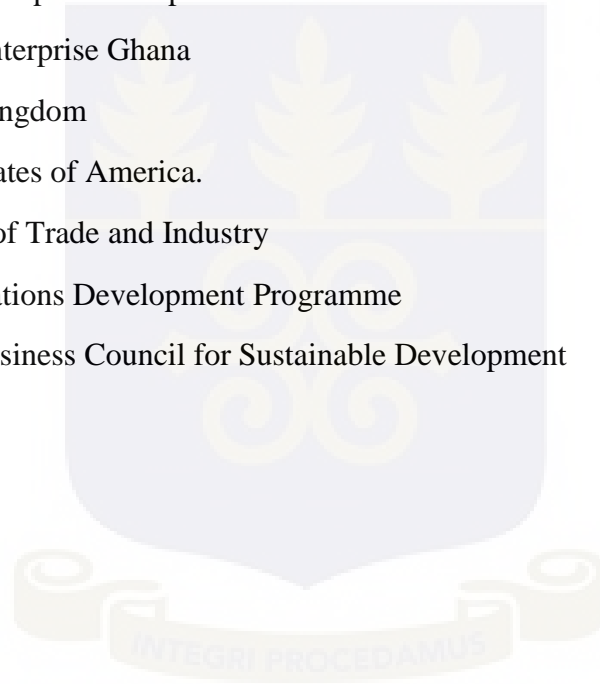 nterprise Ghana
ngdom
ates of America.
of Trade and Industry
ations Development Programme
siness Council for Sustainable Development
INTEGRI PROCEDAMUS